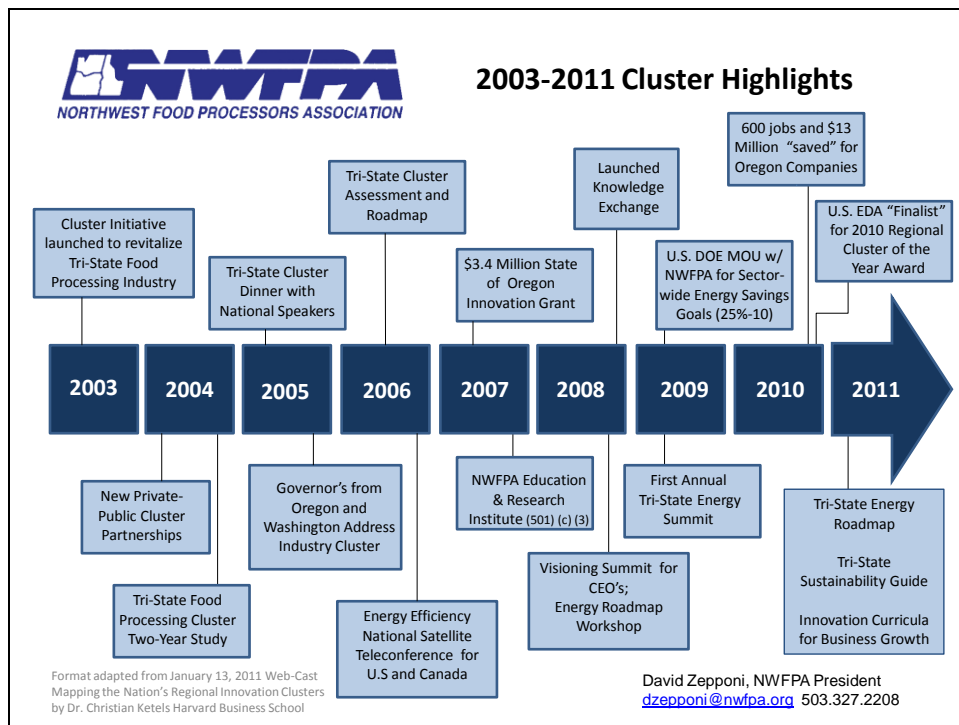 NWFPA
NORTHWEST FOOD PROCESSORS ASSOCIATION
2003-2011 Cluster Highlights
Cluster Initiative
launched to revitalize
Tri-State Food
Processing Industry
Tri-State Cluster
Dinner with
National Speakers
Tri-State Cluster
Assessment and
Roadmap
$3.4 Million State
of Oregon
Innovation Grant
Launched
Knowledge
Exchange
U.S. DOE MOU w/
NWFPA for Sector-
wide Energy Savings
Goals (25%-10)
600 jobs and $13
Million “saved” for
Oregon Companies
U.S. EDA “Finalist”
for 2010 Regional
Cluster of the
Year Award
2003
2004
2005
2006
2007
2008
2009
2010
2011
New Private-
Public Cluster
Partnerships
Tri-State Food
Processing Cluster
Two-Year Study
Governor’s from
Oregon and
Washington Address
Industry Cluster
Energy Efficiency
National Satellite
Teleconference for
U.S and Canada
NWFPA Education
& Research
Institute (501) (c) (3)
Visioning Summit for
CEO’s;
Energy Roadmap
Workshop
First Annual
Tri-State Energy
Summit
Tri-State Energy
Roadmap
Tri-State
Sustainability Guide
Innovation Curricula
for Business Growth
Format adapted from January 13, 2011 Web-Cast
Mapping the Nation’s Regional Innovation Clusters
by Dr. Christian Ketels Harvard Business School
David Zepponi, NWFPA President
dzepponi@nwfpa.org 503.327.2208